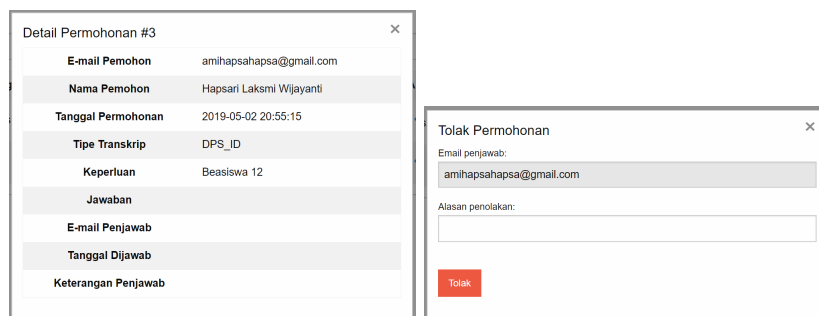 Detail Permohonan #3 ×
E-mail Pemohon amihapsahapsa@gmail.com
Nama Pemohon Hapsari Laksmi Wijayanti
Tanggal Permohonan 2019-05-02 20:55:15
Tipe Transkrip DPS_ID
Keperluan Beasiswa 12
Jawaban
E-mail Penjawab
Tanggal Dijawab
Keterangan Penjawab
Tolak Permohonan ×
Email penjawab:
amihapsahapsa@gmail.com
Alasan penolakan:
Tolak